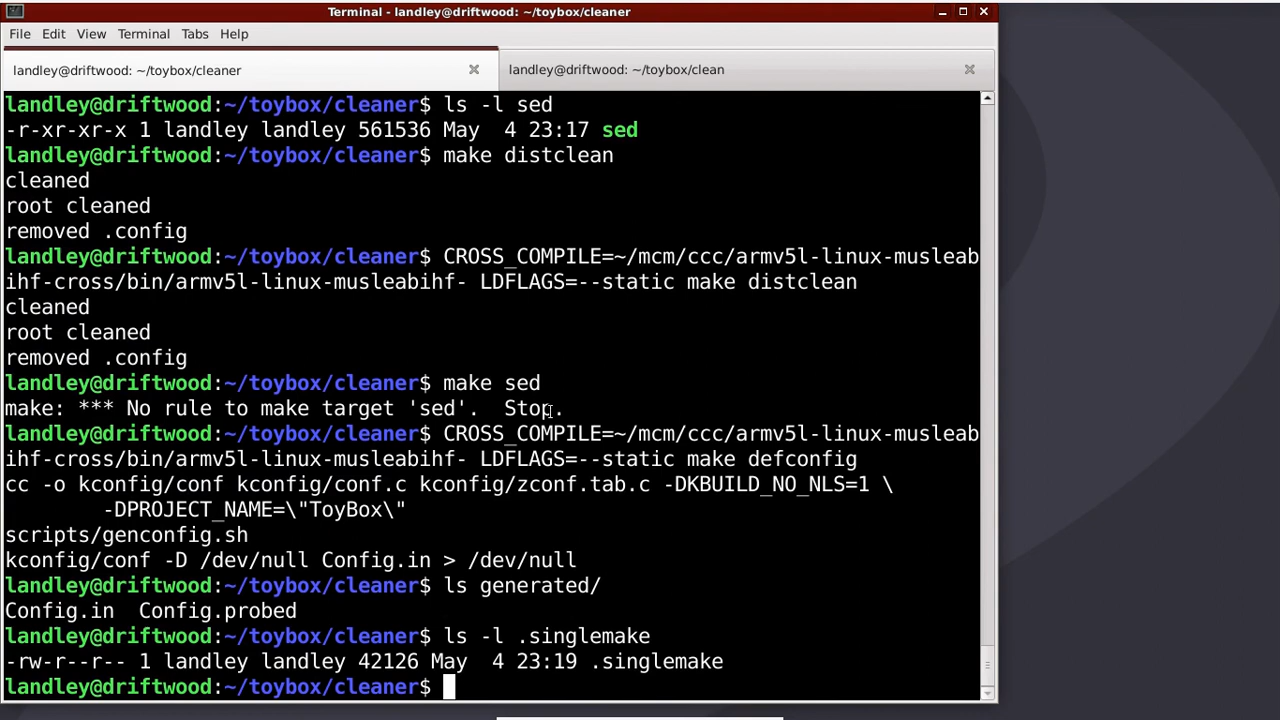 Terminal - landley@driftwood: ~/toybox/cleaner
File Edit View Terminal Tabs Help
landley@driftwood: ~/toybox/cleaner landley@driftwood: ~/toybox/clean
landley@driftwood:~/toybox/cleaner$ ls -l sed
-r-xr-xr-x 1 landley landley 561536 May  4 23:17 sed
landley@driftwood:~/toybox/cleaner$ make distclean
cleaned
root cleaned
removed .config
landley@driftwood:~/toybox/cleaner$ CROSS_COMPILE=~/mcm/ccc/armv5l-linux-musleab
ihf-cross/bin/armv5l-linux-musleabihf- LDFLAGS=--static make distclean
cleaned
root cleaned
removed .config
landley@driftwood:~/toybox/cleaner$ make sed
make: *** No rule to make target 'sed'.  Stop.
landley@driftwood:~/toybox/cleaner$ CROSS_COMPILE=~/mcm/ccc/armv5l-linux-musleab
ihf-cross/bin/armv5l-linux-musleabihf- LDFLAGS=--static make defconfig
cc -o kconfig/conf kconfig/conf.c kconfig/zconf.tab.c -DKBUILD_NO_NLS=1 \
        -DPROJECT_NAME=\"ToyBox\"
scripts/genconfig.sh
kconfig/conf -D /dev/null Config.in > /dev/null
landley@driftwood:~/toybox/cleaner$ ls generated/
Config.in  Config.probed
landley@driftwood:~/toybox/cleaner$ ls -l .singlemake
-rw-r--r-- 1 landley landley 42126 May  4 23:19 .singlemake
landley@driftwood:~/toybox/cleaner$